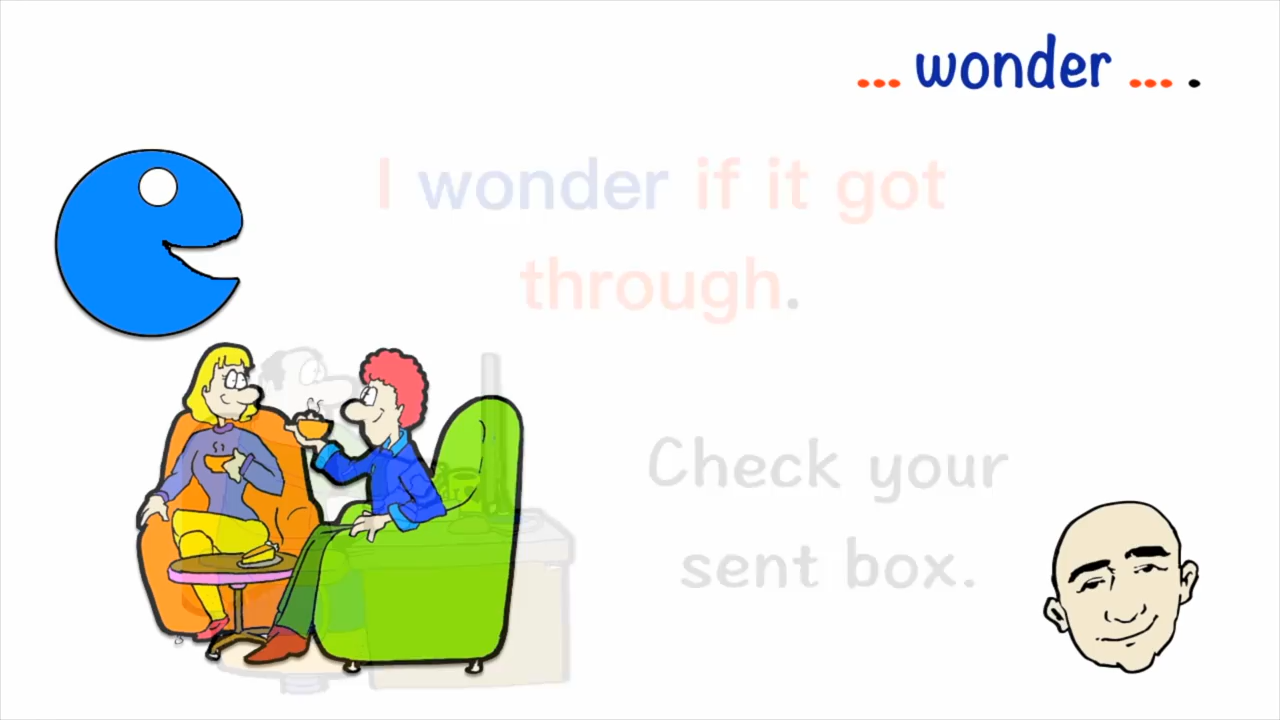 ... wonder ... .
I wonder if it got
through.
Check your
sent box.